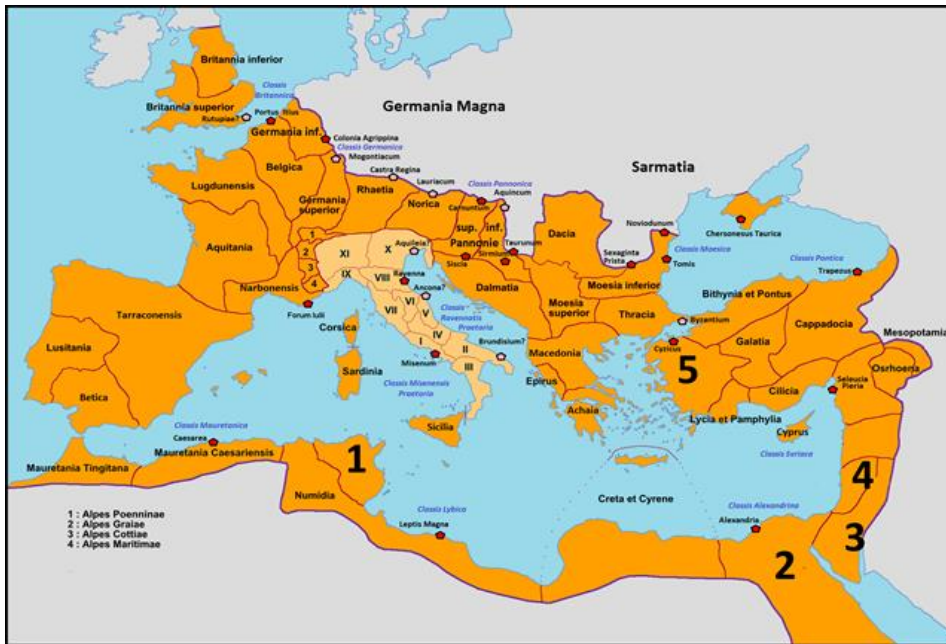 Britannia inferior
Classis
Britannica
Germania Magna
Britannia superior
Portus Itius
Rutupiae?
Germania inf.
Colonia Agrippina
Classis Germanica
Mogontiacum
Sarmatia
Belgica
Castra Regina
Lauriacum
Classis Pannonica
Aquincum
Lugdunensis
Germania
superior
Rhaetia
Norica
Carnuntum
sup.
inf.
Pannonie
Dacia
Noviodunum
Chersonesus Taurica
Aquitania
1
2
3
4
XI
X
Aquileia?
Siscia
Sirmium
Taurunum
Sexaginta
Prista
Classis Moesica
Tomis
Classis Pontica
Trapezus
IX
VIII
Ravenna
Narbonensis
Forum Iulii
Ancona?
VI
V
VII
Dalmatia
Moesia inferior
Moesia
superior
Bithynia et Pontus
Tarraconensis
Corsica
Classis
Ravennatis
Praetoria
IV
I
II
III
Thracia
Byzantium
Cappadocia
Mesopotamia
Lusitania
Misenum
Brundisium?
Macedonia
Cyzicus
Galatia
Osrhoena
Sardinia
Classis Misenensis
Praetoria
Epirus
5
Cilicia
Seleucia
Pieria
Betica
Achaia
Lycia et Pamphylia
Classis Mauretanica
Caesarea
Sicilia
Cyprus
Mauretania Tingitana
Mauretania Caesariensis
1
Classis Seriaca
4
Numidia
Creta et Cyrene
Classis Lybica
Leptis Magna
Classis Alexandrina
Alexandria
3
2
1 : Alpes Poenninae
2 : Alpes Graiae
3 : Alpes Cottiae
4 : Alpes Maritimae